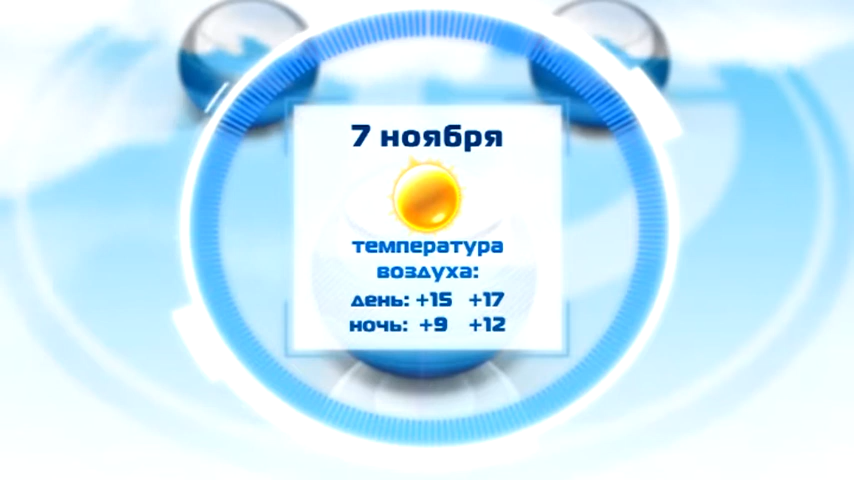 7 ноября
температура
воздуха:
день: +15 +17
ночь: +9 +12